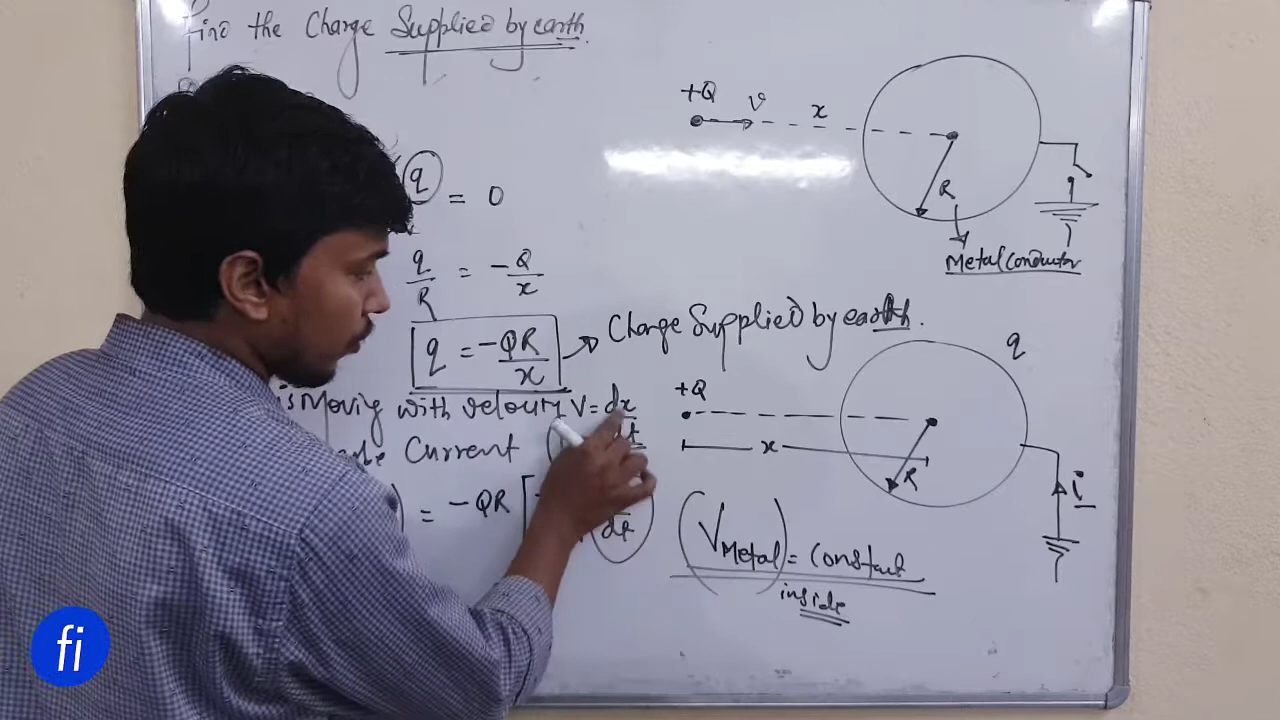 Find the Charge Supplied by earth.
q = 0
q/R = -Q/x
q = -QR/x → Charge Supplied by earth.
is Moving with velocity V = dx
Current
= -QR [
+Q
V
x
R
Metal Conductor
+Q
x
R
q
i
V Metal = Constant
inside
fi